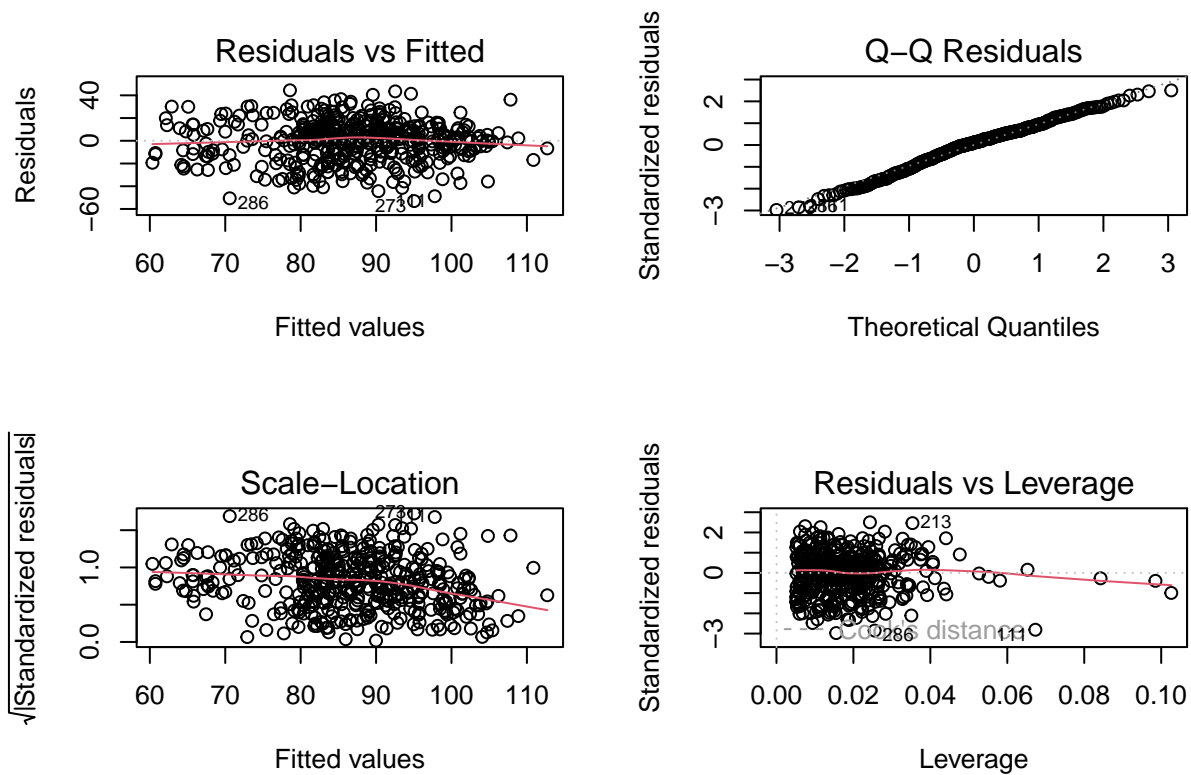 Residuals vs Fitted
Residuals
40
0
−60
286
273
111
60 70 80 90 100 110
Fitted values
Q−Q Residuals
Standardized residuals
2
0
−3
286
−3 −2 −1 0 1 2 3
Theoretical Quantiles
Scale−Location
√|Standardized residuals|
1.0
0.0
286
273
60 70 80 90 100 110
Fitted values
Residuals vs Leverage
Standardized residuals
2
0
−3
213
Cook's distance
286
111
0.00 0.02 0.04 0.06 0.08 0.10
Leverage